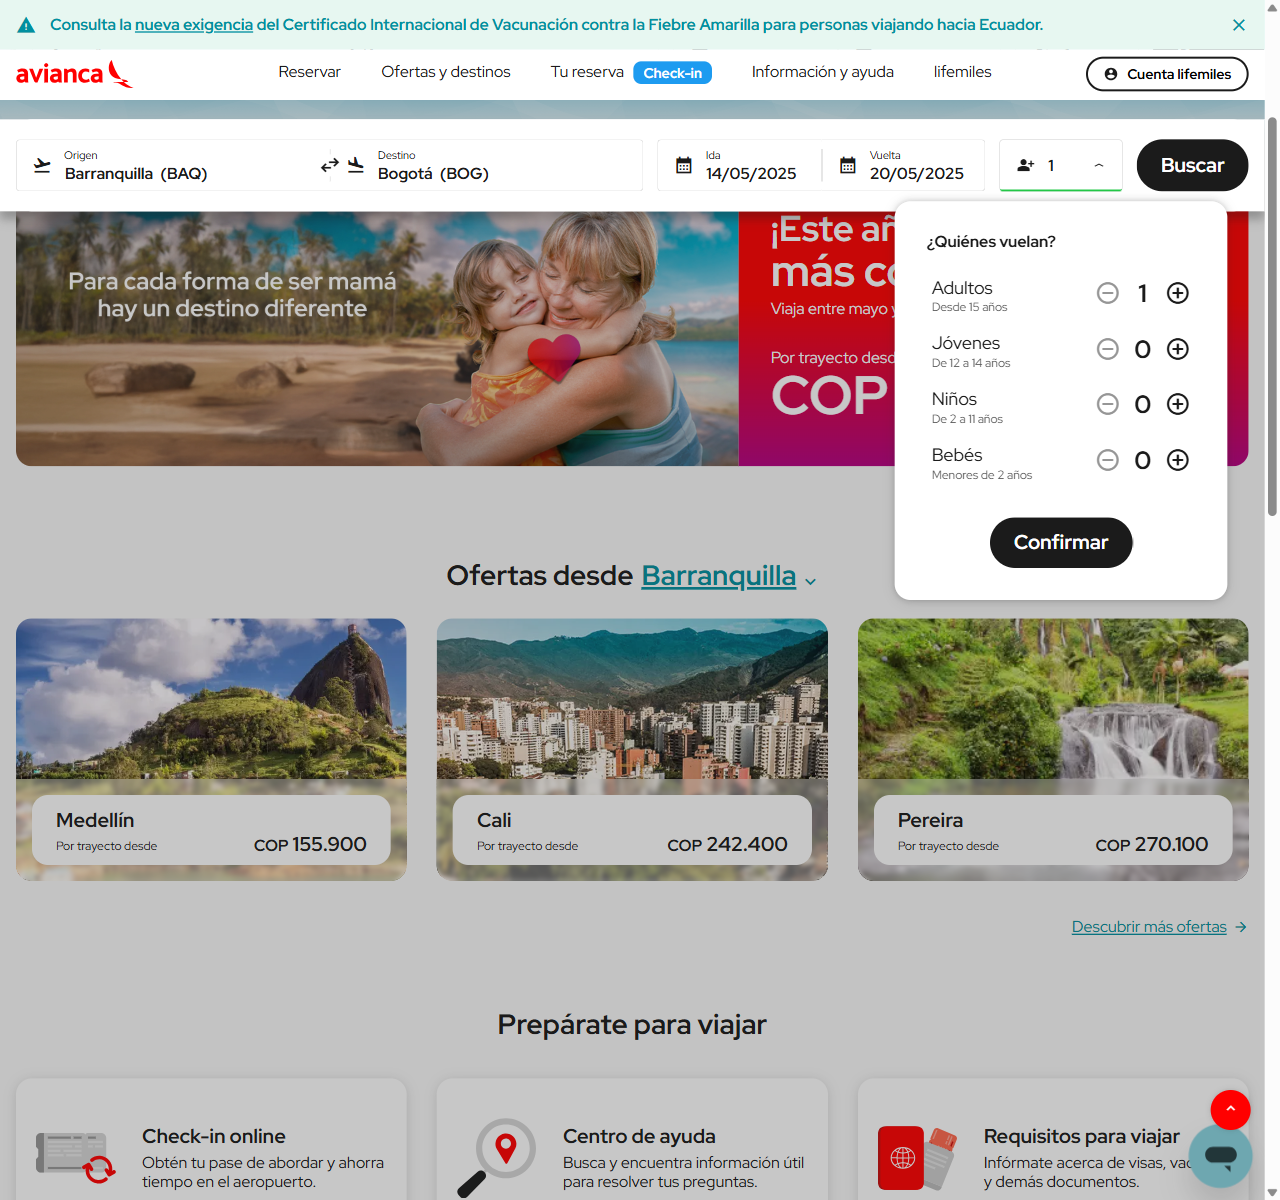 Consulta la nueva exigencia del Certificado Internacional de Vacunación contra la Fiebre Amarilla para personas viajando hacia Ecuador.
avianca
Reservar
Ofertas y destinos
Tu reserva
Check-in
Información y ayuda
lifemiles
Cuenta lifemiles
Origen
Barranquilla (BAQ)
Destino
Bogotá (BOG)
Ida
14/05/2025
Vuelta
20/05/2025
1
Buscar
Para cada forma de ser mamá
hay un destino diferente
¡Este añ
más co
Viaja entre mayo y
Por trayecto desd
COP
¿Quiénes vuelan?
Adultos
Desde 15 años
1
Jóvenes
De 12 a 14 años
0
Niños
De 2 a 11 años
0
Bebés
Menores de 2 años
0
Confirmar
Ofertas desde Barranquilla
Medellín
Por trayecto desde
COP 155.900
Cali
Por trayecto desde
COP 242.400
Pereira
Por trayecto desde
COP 270.100
Descubrir más ofertas
Prepárate para viajar
Check-in online
Obtén tu pase de abordar y ahorra
tiempo en el aeropuerto.
Centro de ayuda
Busca y encuentra información útil
para resolver tus preguntas.
Requisitos para viajar
Infórmate acerca de visas, vac
y demás documentos.